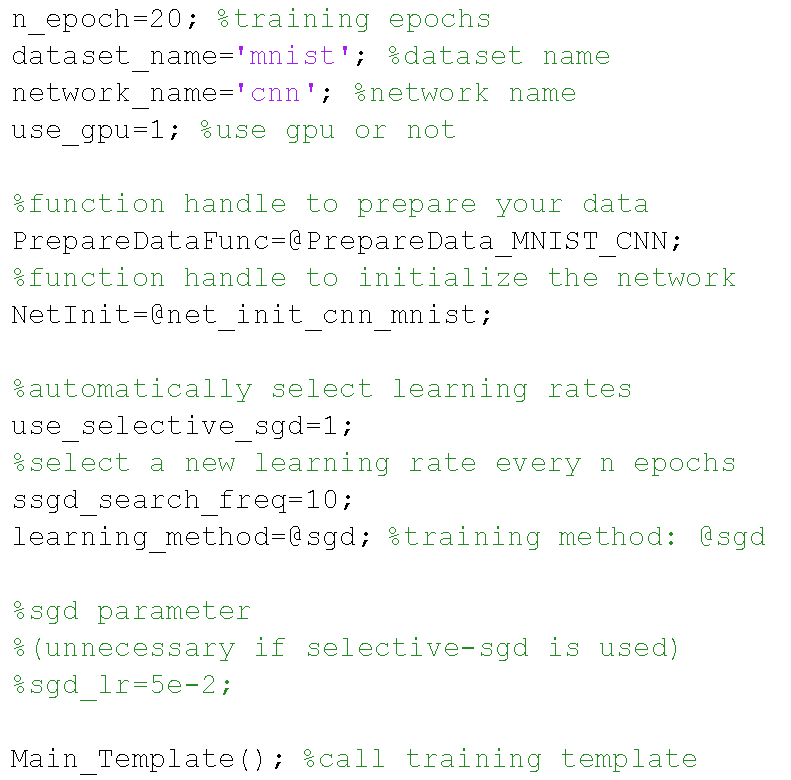 n_epoch=20; %training epochs
dataset_name='mnist'; %dataset name
network_name='cnn'; %network name
use_gpu=1; %use gpu or not
%function handle to prepare your data
PrepareDataFunc=@PrepareData_MNIST_CNN;
%function handle to initialize the network
NetInit=@net_init_cnn_mnist;
%automatically select learning rates
use_selective_sgd=1;
%select a new learning rate every n epochs
ssgd_search_freq=10;
learning_method=@sgd; %training method: @sgd
%sgd parameter
%(unnecessary if selective-sgd is used)
%sgd_lr=5e-2;
Main_Template(); %call training template